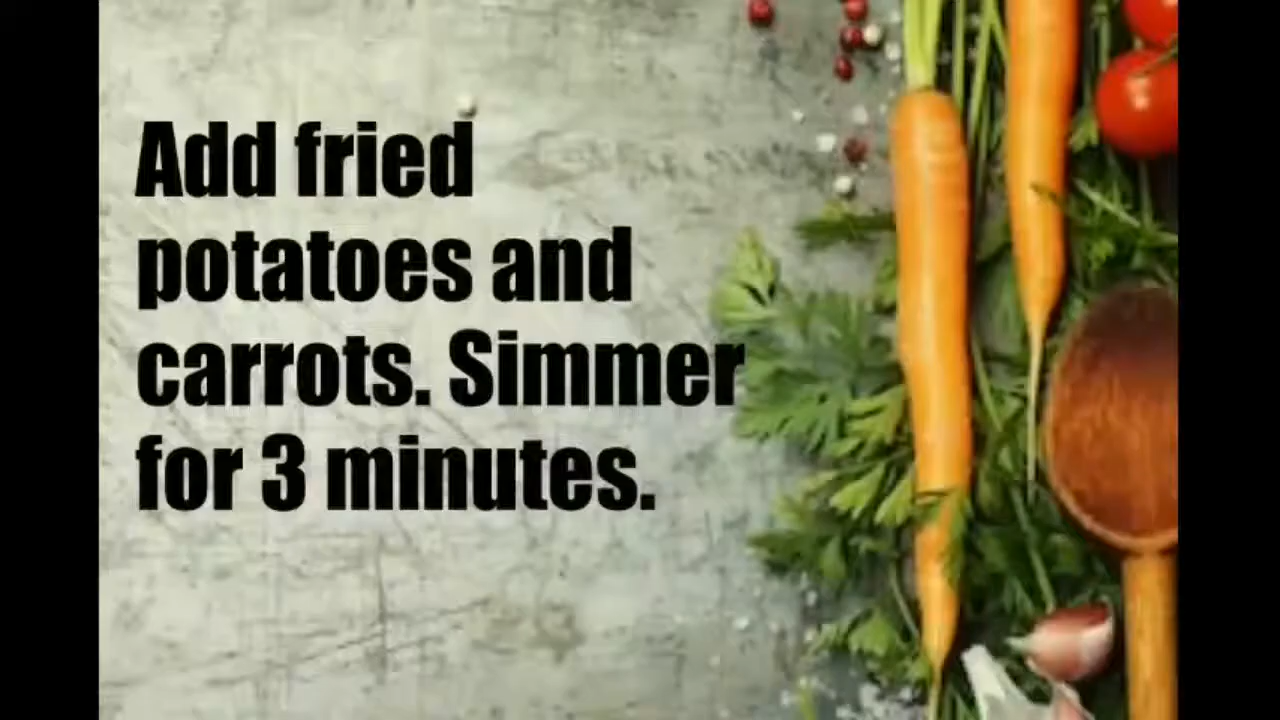 Add fried
potatoes and
carrots. Simmer
for 3 minutes.